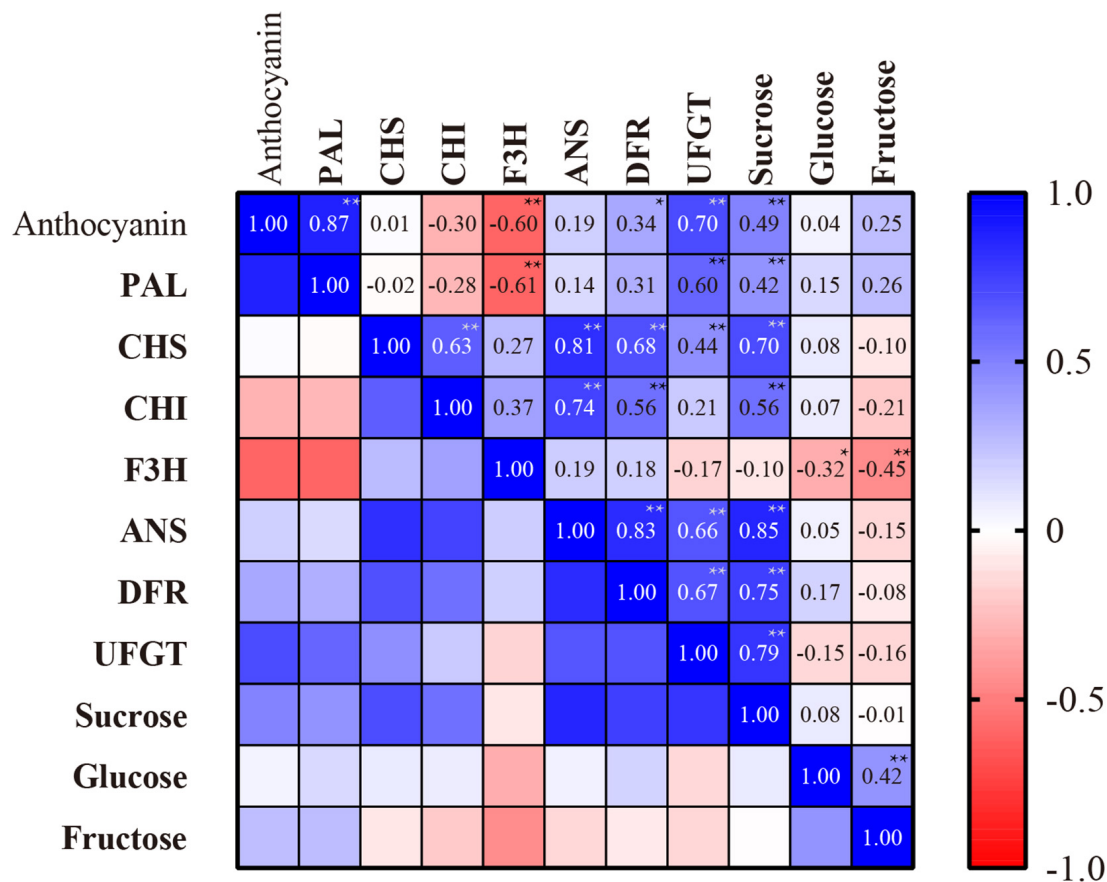 Anthocyanin PAL CHS CHI F3H ANS DFR UFGT Sucrose Glucose Fructose
Anthocyanin 1.00 0.87** 0.01 -0.30 -0.60** 0.19 0.34* 0.70** 0.49** 0.04 0.25
PAL 1.00 -0.02 -0.28 -0.61** 0.14 0.31 0.60** 0.42** 0.15 0.26
CHS 1.00 0.63** 0.27 0.81** 0.68** 0.44** 0.70** 0.08 -0.10
CHI 1.00 0.37 0.74** 0.56** 0.21 0.56** 0.07 -0.21
F3H 1.00 0.19 0.18 -0.17 -0.10 -0.32* -0.45**
ANS 1.00 0.83** 0.66** 0.85** 0.05 -0.15
DFR 1.00 0.67** 0.75** 0.17 -0.08
UFGT 1.00 0.79** -0.15 -0.16
Sucrose 1.00 0.08 -0.01
Glucose 1.00 0.42**
Fructose 1.00
1.0
0.5
0
-0.5
-1.0